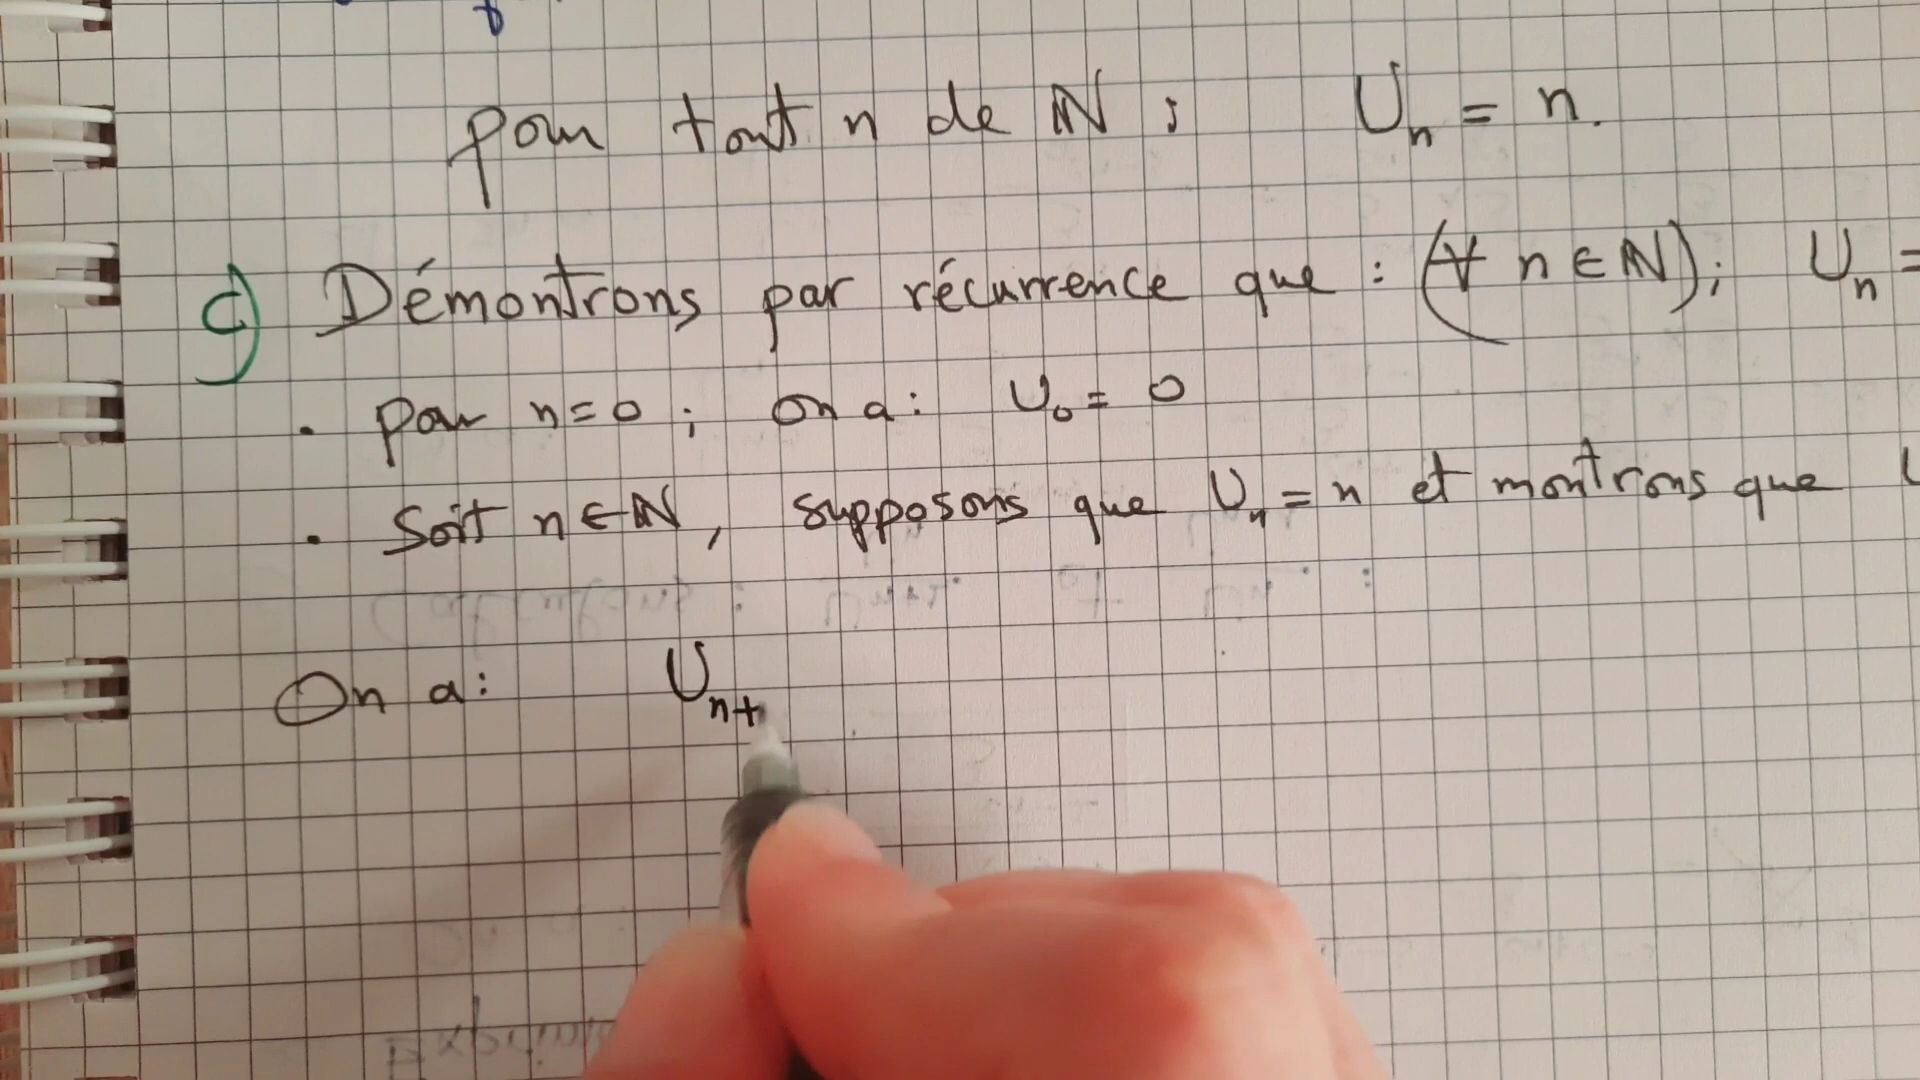 pour tout n de ℕ ; Uₙ = n.
c) Démontrons par récurrence que : (∀ n ∈ ℕ) ; Uₙ =
• pour n = 0 ; on a : U₀ = 0
• Soit n ∈ ℕ, supposons que Uₙ = n et montrons que
On a : Uₙ₊